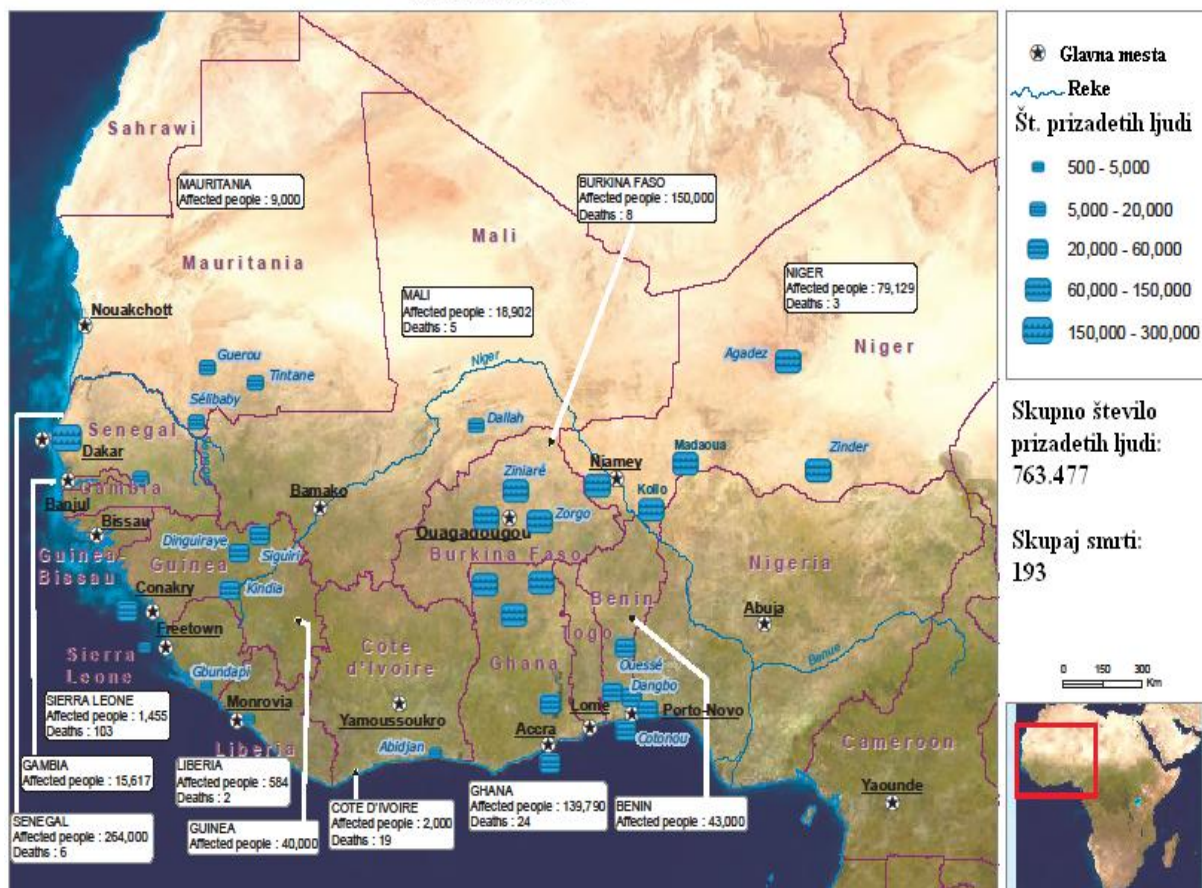 Sahrawi
MAURITANIA
Affected people : 9,000
BURKINA FASO
Affected people : 150,000
Deaths : 8
Mali
Mauritania
MALI
Affected people : 18,902
Deaths : 5
NIGER
Affected people : 79,129
Deaths : 3
Nouakchott
Niger
Guerou
Tintane
Agadez
Niger
Sélibaby
Dallah
Senegal
Dakar
Madaoua
Zinder
Niamey
Ziniaré
Gambia
Banjul
Bamako
Kollo
Bissau
Zorgo
Ouagadougou
Dinguiraye
Siguiri
Guinea
Bissau
Guinea
Burkina Faso
Nigeria
Kindia
Conakry
Benin
Abuja
Freetown
Togo
Cote
d'Ivoire
Ghana
Sierra
Leone
Ouessé
Benue
Gbundapi
Dangbo
Monrovia
Yamoussoukro
Lome
Porto-Novo
Accra
Cotonou
Liberia
Abidjan
Cameroon
Yaounde
SIERRA LEONE
Affected people : 1,455
Deaths : 103
GAMBIA
Affected people : 15,617
LIBERIA
Affected people : 584
Deaths : 2
SENEGAL
Affected people : 264,000
Deaths : 6
GUINEA
Affected people : 40,000
COTE D'IVOIRE
Affected people : 2,000
Deaths : 19
GHANA
Affected people : 139,790
Deaths : 24
BENIN
Affected people : 43,000
Glavna mesta
Reke
Št. prizadetih ljudi
500 - 5,000
5,000 - 20,000
20,000 - 60,000
60,000 - 150,000
150,000 - 300,000
Skupno število
prizadetih ljudi:
763.477
Skupaj smrti:
193
0 150 300
Km